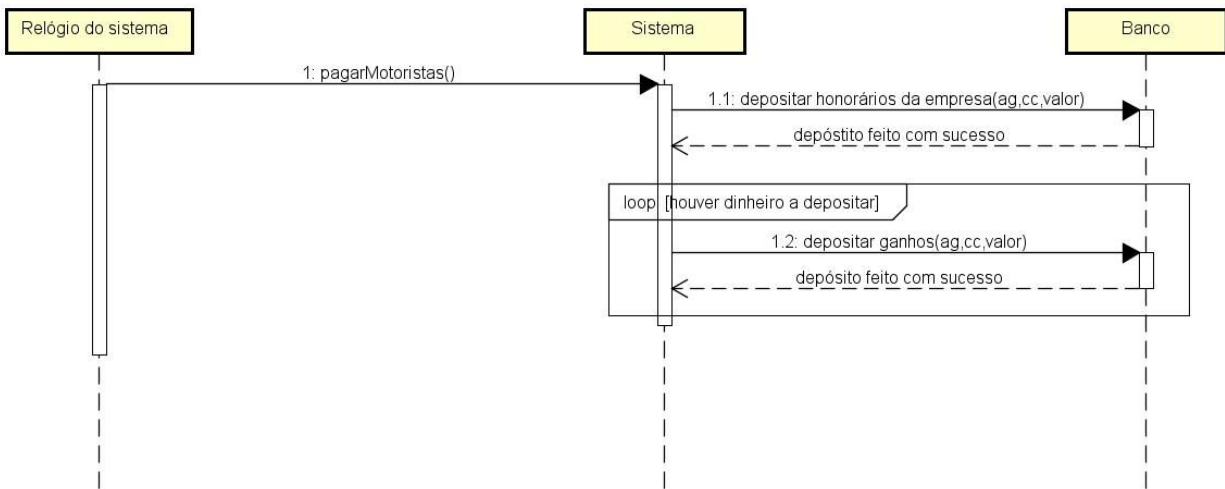 Relógio do sistema
Sistema
Banco
1: pagarMotoristas()
1.1: depositar honorários da empresa(ag,cc,valor)
depóstito feito com sucesso
loop [houver dinheiro a depositar]
1.2: depositar ganhos(ag,cc,valor)
depósito feito com sucesso